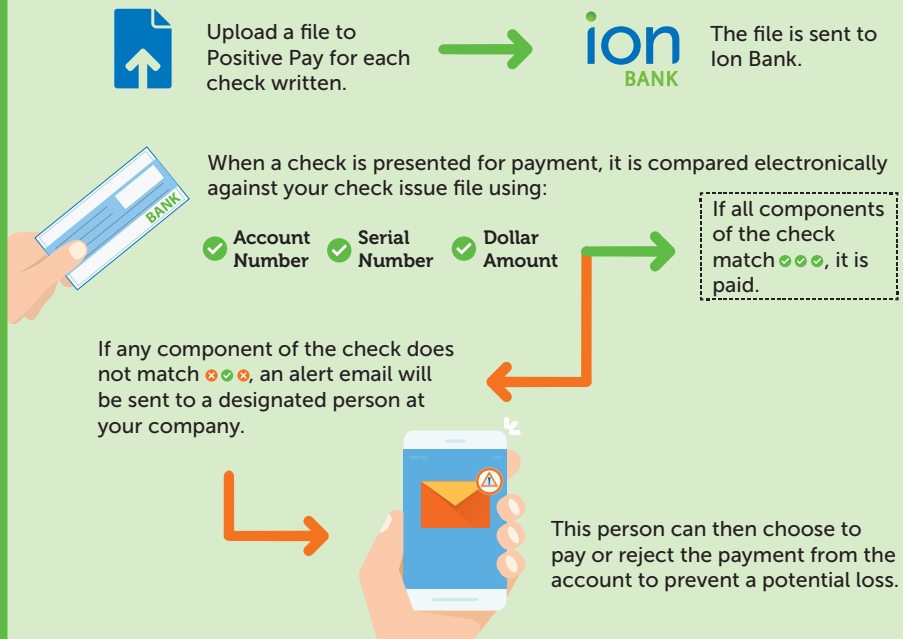 Upload a file to
Positive Pay for each
check written.
ion
BANK
The file is sent to
Ion Bank.
When a check is presented for payment, it is compared electronically
against your check issue file using:
BANK
Account
Number
Serial
Number
Dollar
Amount
If all components
of the check
match , it is
paid.
If any component of the check does
not match , an alert email will
be sent to a designated person at
your company.
This person can then choose to
pay or reject the payment from the
account to prevent a potential loss.